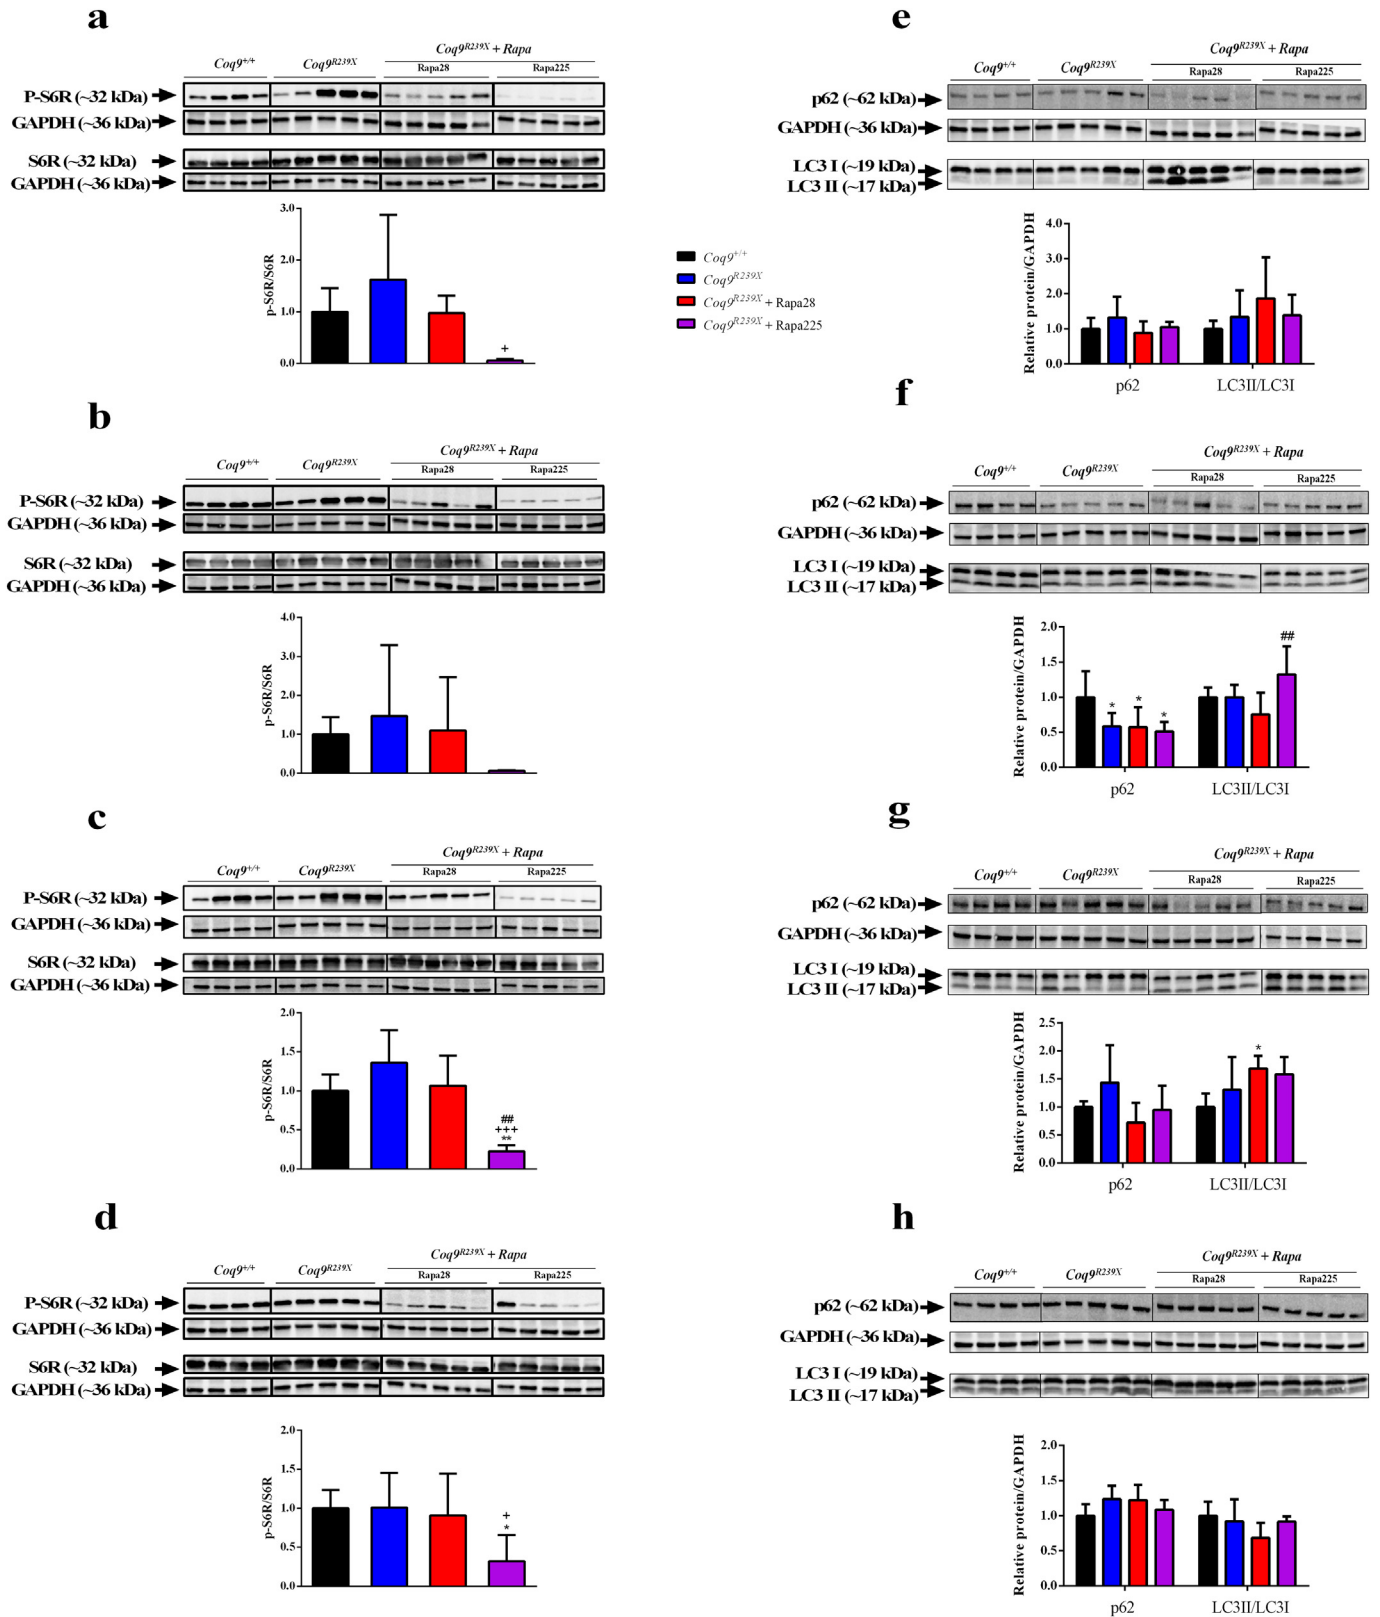 a
Coq9+/+ Coq9R239X Coq9R239X + Rapa
Rapa28 Rapa225
P-S6R (~32 kDa)
GAPDH (~36 kDa)
S6R (~32 kDa)
GAPDH (~36 kDa)
3.0
2.0
1.0
0.0
p-S6R/S6R
+
b
Coq9+/+ Coq9R239X Coq9R239X + Rapa
Rapa28 Rapa225
P-S6R (~32 kDa)
GAPDH (~36 kDa)
S6R (~32 kDa)
GAPDH (~36 kDa)
4.0
3.0
2.0
1.0
0.0
p-S6R/S6R
c
Coq9+/+ Coq9R239X Coq9R239X + Rapa
Rapa28 Rapa225
P-S6R (~32 kDa)
GAPDH (~36 kDa)
S6R (~32 kDa)
GAPDH (~36 kDa)
2.0
1.5
1.0
0.5
0.0
p-S6R/S6R
##
+++
**
d
Coq9+/+ Coq9R239X Coq9R239X + Rapa
Rapa28 Rapa225
P-S6R (~32 kDa)
GAPDH (~36 kDa)
S6R (~32 kDa)
GAPDH (~36 kDa)
2.0
1.5
1.0
0.5
0.0
p-S6R/S6R
+
*
Coq9+/+
Coq9R239X
Coq9R239X + Rapa28
Coq9R239X + Rapa225
e
Coq9+/+ Coq9R239X Coq9R239X + Rapa
Rapa28 Rapa225
p62 (~62 kDa)
GAPDH (~36 kDa)
LC3 I (~19 kDa)
LC3 II (~17 kDa)
4.0
3.0
2.0
1.0
0.0
Relative protein/GAPDH
p62 LC3II/LC3I
f
Coq9+/+ Coq9R239X Coq9R239X + Rapa
Rapa28 Rapa225
p62 (~62 kDa)
GAPDH (~36 kDa)
LC3 I (~19 kDa)
LC3 II (~17 kDa)
2.0
1.5
1.0
0.5
0.0
Relative protein/GAPDH
* * * ##
p62 LC3II/LC3I
g
Coq9+/+ Coq9R239X Coq9R239X + Rapa
Rapa28 Rapa225
p62 (~62 kDa)
GAPDH (~36 kDa)
LC3 I (~19 kDa)
LC3 II (~17 kDa)
2.5
2.0
1.5
1.0
0.5
0.0
Relative protein/GAPDH
*
p62 LC3II/LC3I
h
Coq9+/+ Coq9R239X Coq9R239X + Rapa
Rapa28 Rapa225
p62 (~62 kDa)
GAPDH (~36 kDa)
LC3 I (~19 kDa)
LC3 II (~17 kDa)
2.0
1.5
1.0
0.5
0.0
Relative protein/GAPDH
p62 LC3II/LC3I